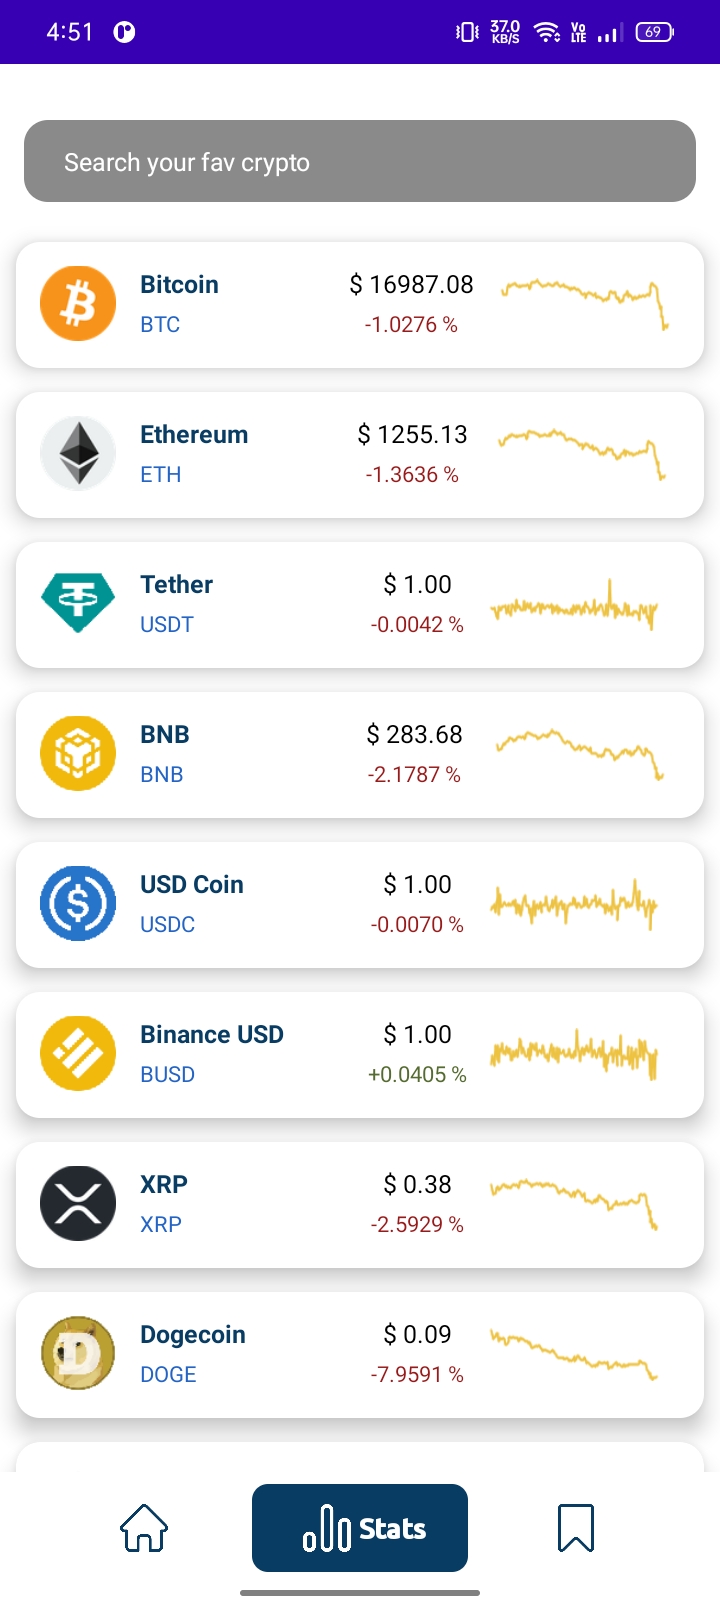 4:51
37.0
KB/S
Vo
LTE
69
Search your fav crypto
Bitcoin
$ 16987.08
BTC
-1.0276 %
Ethereum
$ 1255.13
ETH
-1.3636 %
Tether
$ 1.00
USDT
-0.0042 %
BNB
$ 283.68
BNB
-2.1787 %
USD Coin
$ 1.00
USDC
-0.0070 %
Binance USD
$ 1.00
BUSD
+0.0405 %
XRP
$ 0.38
XRP
-2.5929 %
Dogecoin
$ 0.09
DOGE
-7.9591 %
Stats